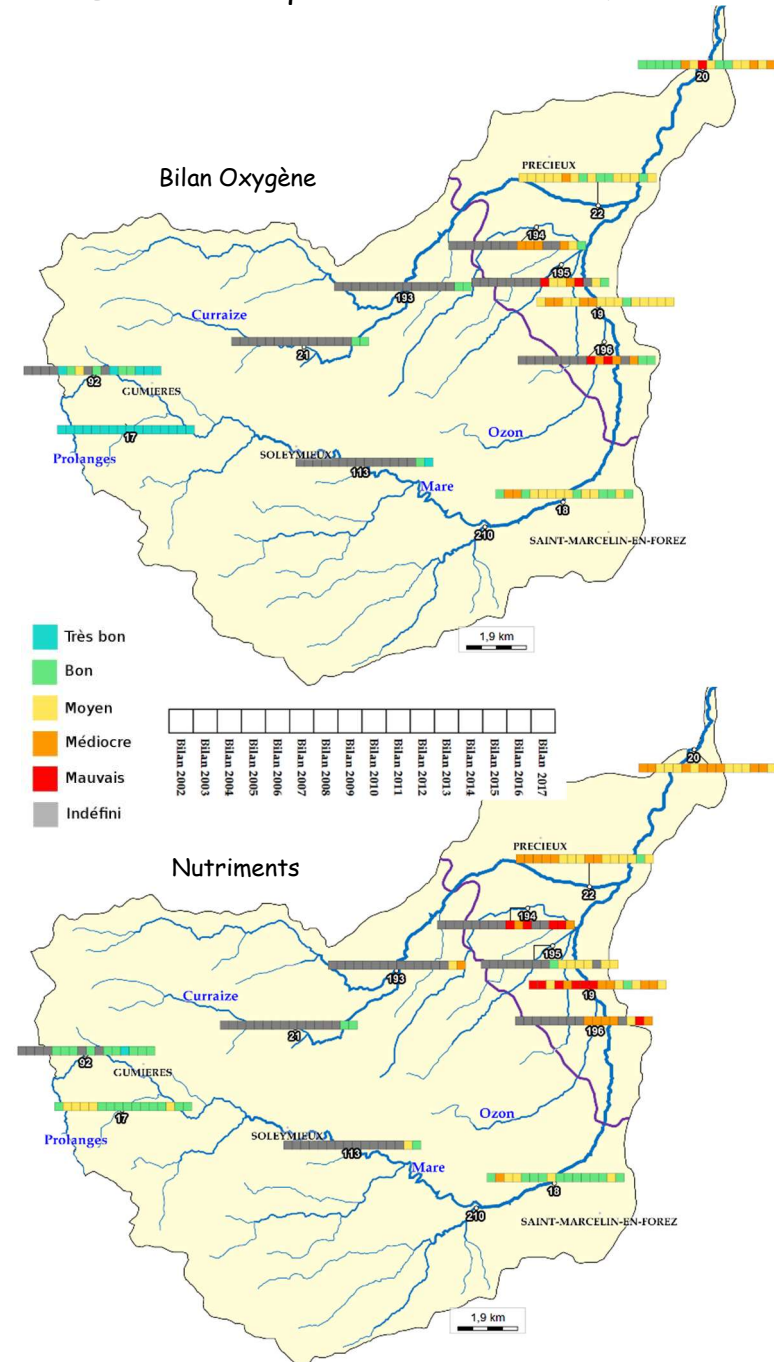 Bilan Oxygène
20
PRECIEUX
22
194
195
193
19
Curraize
21
196
92
GUMIERES
17
Ozon
Prolanges
SOLEYMIEUX
113
Mare
18
210
SAINT-MARCELIN-EN-FOREZ
1,9 km
Très bon
Bon
Moyen
Médiocre
Mauvais
Indéfini
Bilan 2002
Bilan 2003
Bilan 2004
Bilan 2005
Bilan 2006
Bilan 2007
Bilan 2008
Bilan 2009
Bilan 2010
Bilan 2011
Bilan 2012
Bilan 2013
Bilan 2014
Bilan 2015
Bilan 2016
Bilan 2017
Nutriments
20
PRECIEUX
22
194
195
193
19
Curraize
21
196
92
GUMIERES
17
Ozon
Prolanges
SOLEYMIEUX
113
Mare
18
210
SAINT-MARCELIN-EN-FOREZ
1,9 km